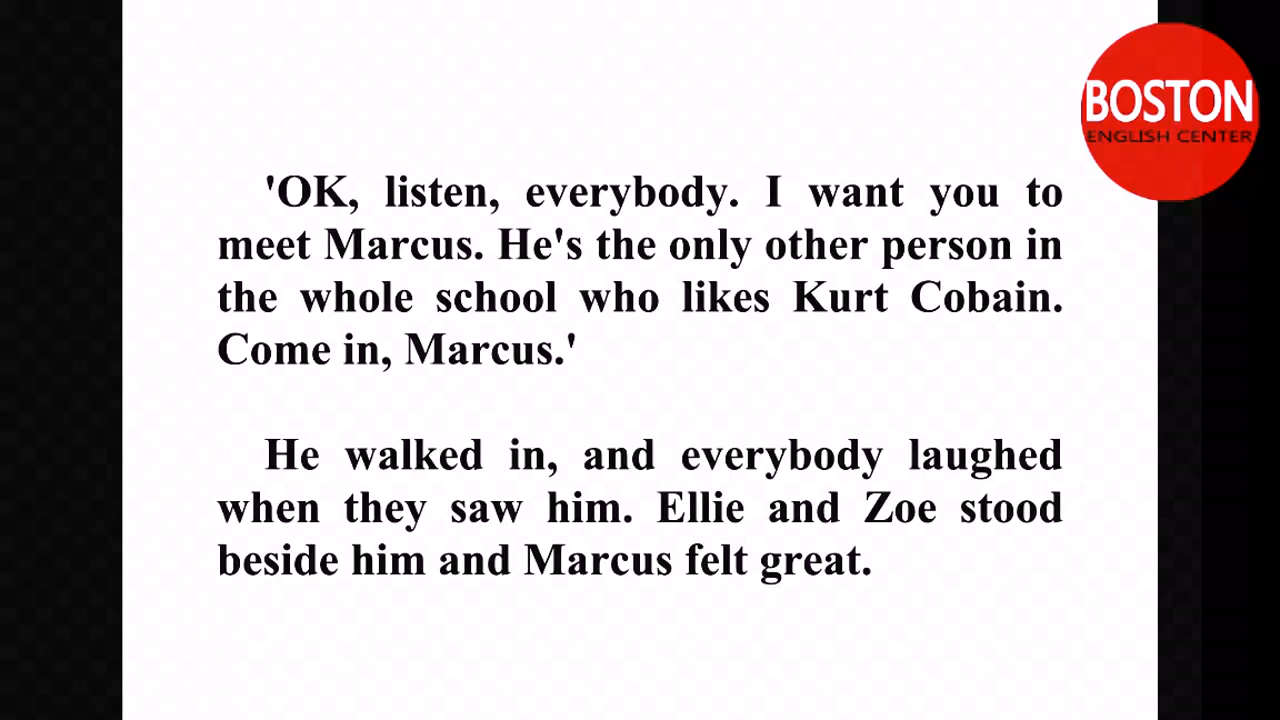 BOSTON
ENGLISH CENTER
'OK, listen, everybody. I want you to
meet Marcus. He's the only other person in
the whole school who likes Kurt Cobain.
Come in, Marcus.'
He walked in, and everybody laughed
when they saw him. Ellie and Zoe stood
beside him and Marcus felt great.